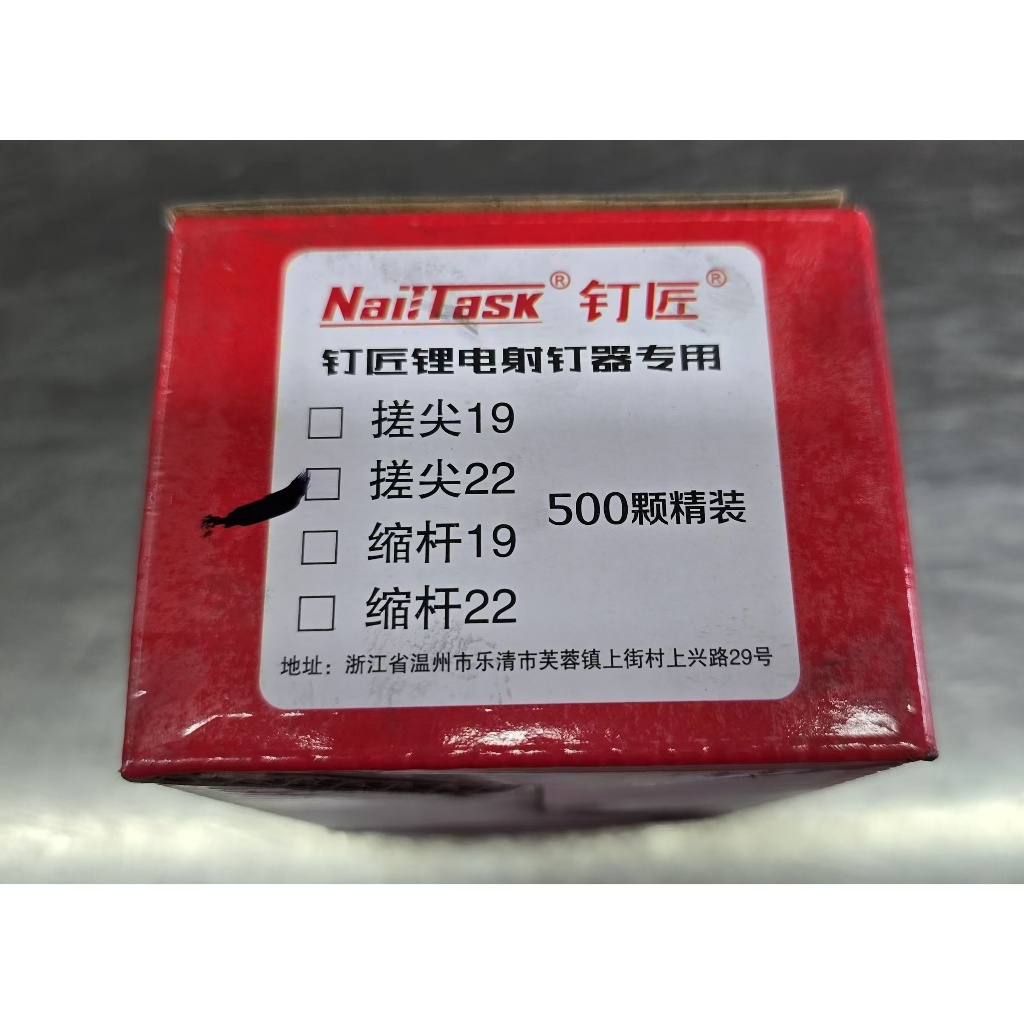 NailTask® 钉匠®
钉匠锂电射钉器专用
□ 搓尖19
□ 搓尖22
500颗精装
□ 缩杆19
□ 缩杆22
地址：浙江省温州市乐清市芙蓉镇上街村上兴路29号